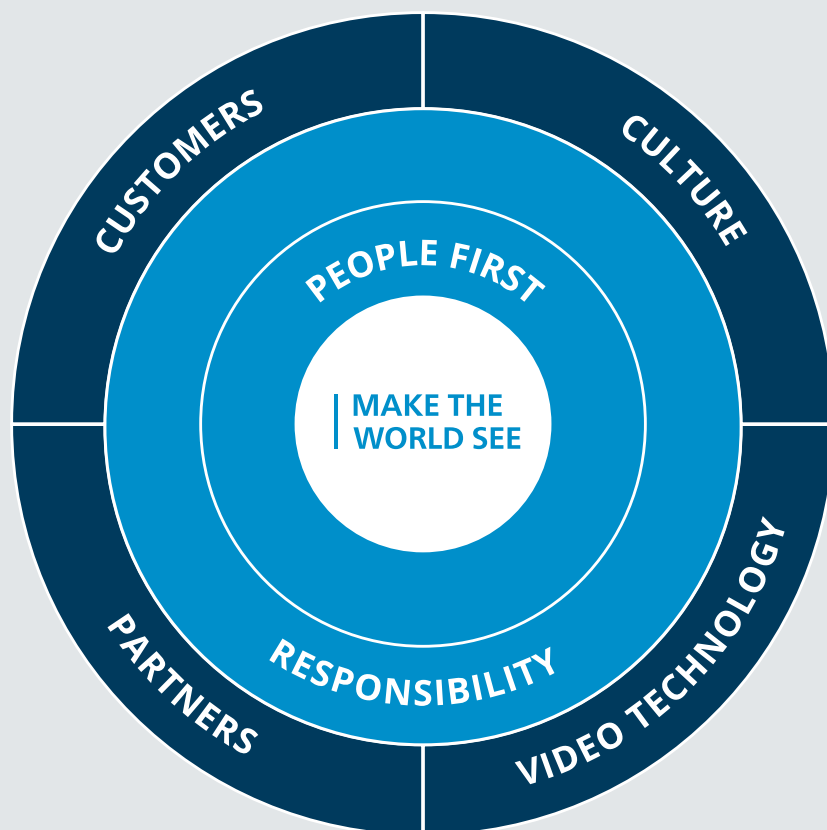 CUSTOMERS
CULTURE
PEOPLE FIRST
MAKE THE
WORLD SEE
RESPONSIBILITY
PARTNERS
VIDEO TECHNOLOGY